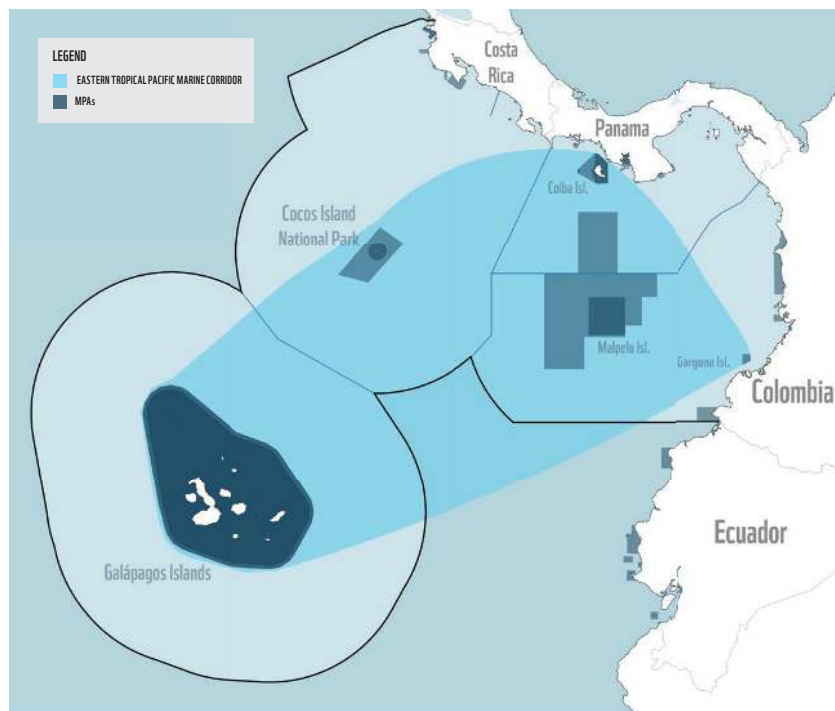 LEGEND
EASTERN TROPICAL PACIFIC MARINE CORRIDOR
MPAs
Costa
Rica
Panama
Coiba Isl.
Cocos Island
National Park
Malpelo Isl.
Gorgona Isl.
Colombia
Ecuador
Galápagos Islands